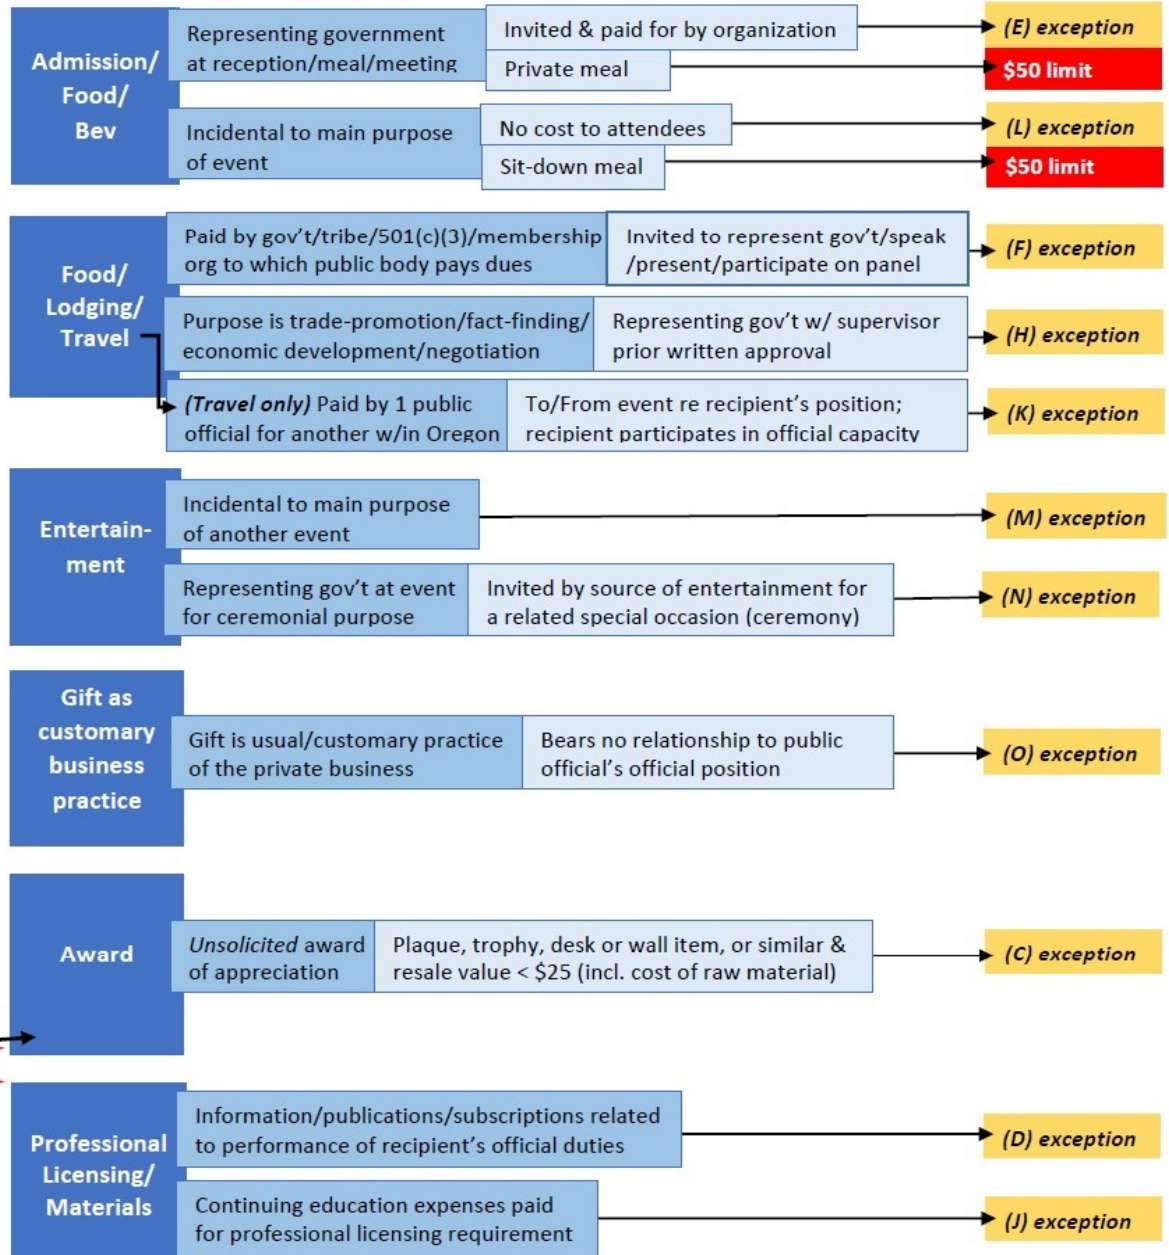 Admission/
Food/
Bev
Representing government
at reception/meal/meeting
Invited & paid for by organization
(E) exception
Private meal
$50 limit
Incidental to main purpose
of event
No cost to attendees
(L) exception
Sit-down meal
$50 limit
Food/
Lodging/
Travel
Paid by gov't/tribe/501(c)(3)/membership
org to which public body pays dues
Invited to represent gov't/speak
/present/participate on panel
(F) exception
Purpose is trade-promotion/fact-finding/
economic development/negotiation
Representing gov't w/ supervisor
prior written approval
(H) exception
(Travel only) Paid by 1 public
official for another w/in Oregon
To/From event re recipient's position;
recipient participates in official capacity
(K) exception
Entertain-
ment
Incidental to main purpose
of another event
(M) exception
Representing gov't at event
for ceremonial purpose
Invited by source of entertainment for
a related special occasion (ceremony)
(N) exception
Gift as
customary
business
practice
Gift is usual/customary practice
of the private business
Bears no relationship to public
official's official position
(O) exception
Award
Unsolicited award
of appreciation
Plaque, trophy, desk or wall item, or similar &
resale value < $25 (incl. cost of raw material)
(C) exception
Professional
Licensing/
Materials
Information/publications/subscriptions related
to performance of recipient's official duties
(D) exception
Continuing education expenses paid
for professional licensing requirement
(J) exception